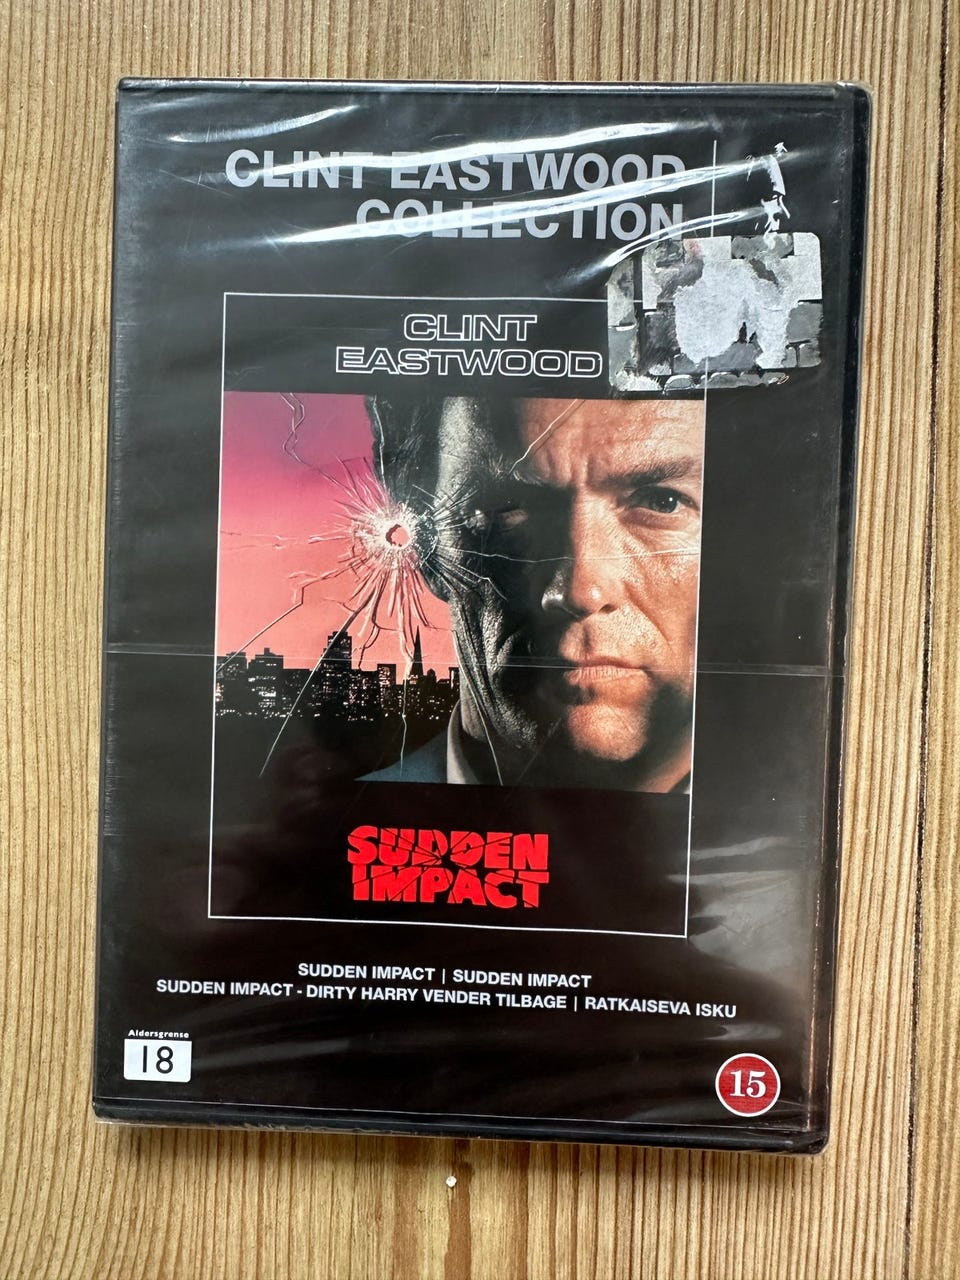 CLINT EASTWOOD
COLLECTION
CLINT
EASTWOOD
SUDDEN
IMPACT
SUDDEN IMPACT | SUDDEN IMPACT
SUDDEN IMPACT - DIRTY HARRY VENDER TILBAGE | RATKAISEVA ISKU
Aldersgrense
18
15